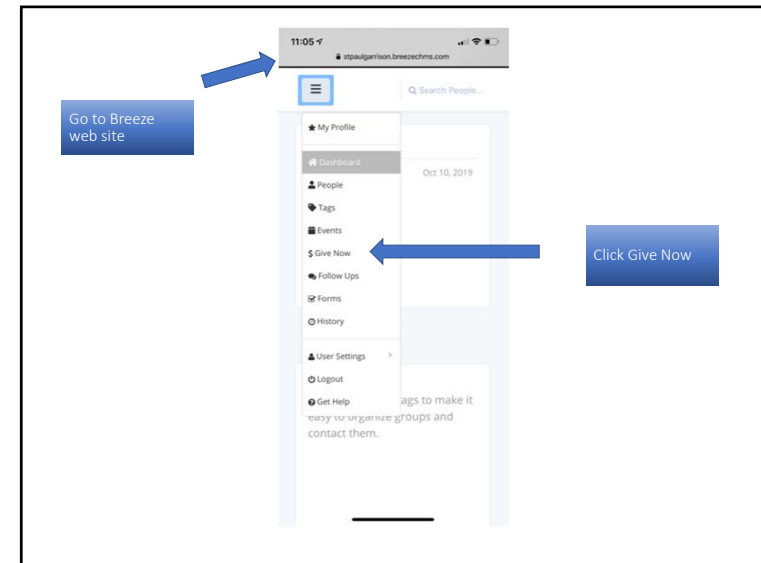 11:05
stpaulgarrison.breezechms.com
Search People...
Go to Breeze
web site
My Profile
Dashboard
Oct 10, 2019
People
Tags
Events
$ Give Now
Click Give Now
Follow Ups
Forms
History
User Settings
Logout
Get Help
ags to make it
easy to organize groups and
contact them.